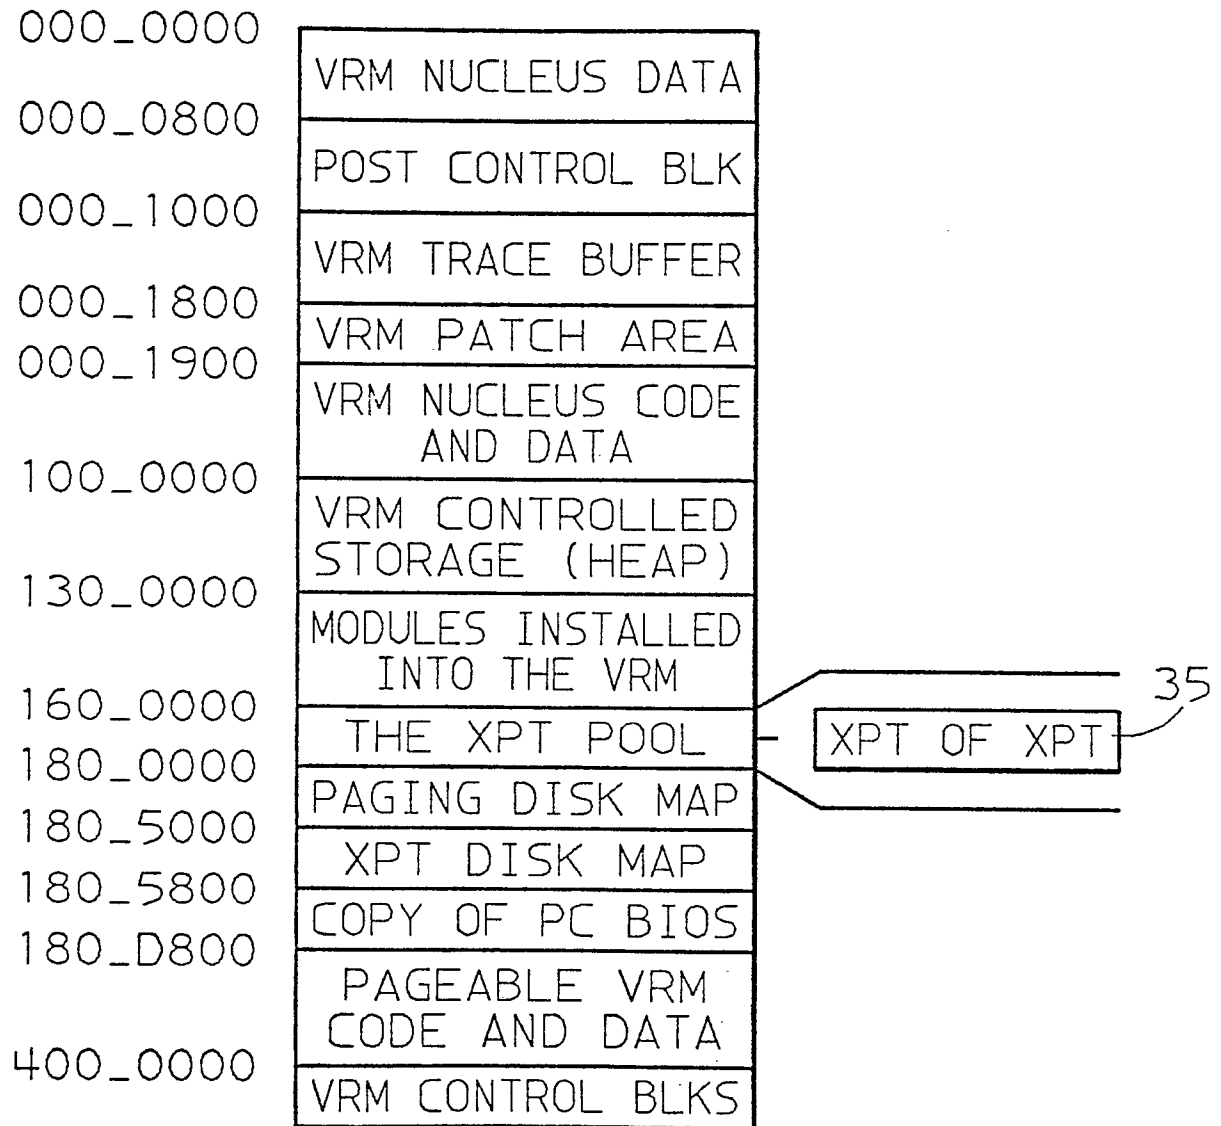 000_0000
VRM NUCLEUS DATA
000_0800
POST CONTROL BLK
000_1000
VRM TRACE BUFFER
000_1800
VRM PATCH AREA
000_1900
VRM NUCLEUS CODE
AND DATA
100_0000
VRM CONTROLLED
STORAGE (HEAP)
130_0000
MODULES INSTALLED
INTO THE VRM
160_0000
THE XPT POOL
XPT OF XPT
35
180_0000
PAGING DISK MAP
180_5000
XPT DISK MAP
180_5800
COPY OF PC BIOS
180_D800
PAGEABLE VRM
CODE AND DATA
400_0000
VRM CONTROL BLKS